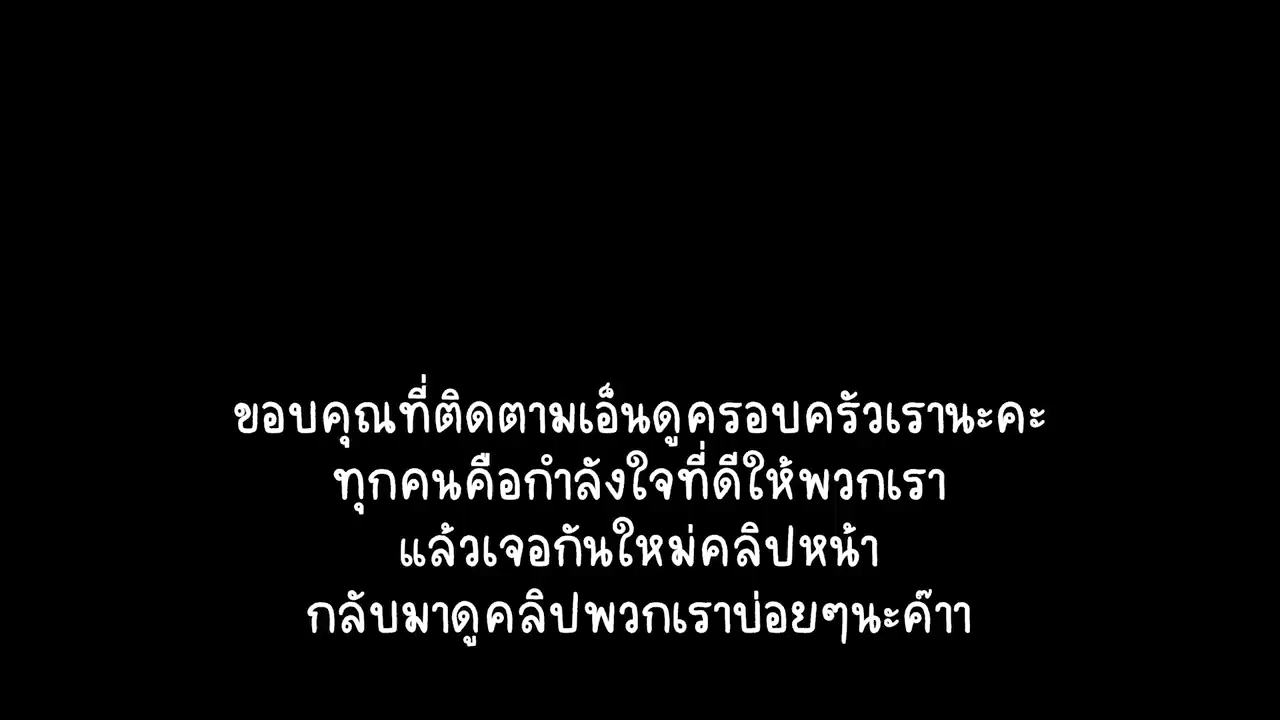 ขอบคุณที่ติดตามเอ็นดูครอบครัวเรานะคะ
ทุกคนคือกำลังใจที่ดีให้พวกเรา
แล้วเจอกันใหม่คลิปหน้า
กลับมาดูคลิปพวกเราบ่อยๆนะค๊าา